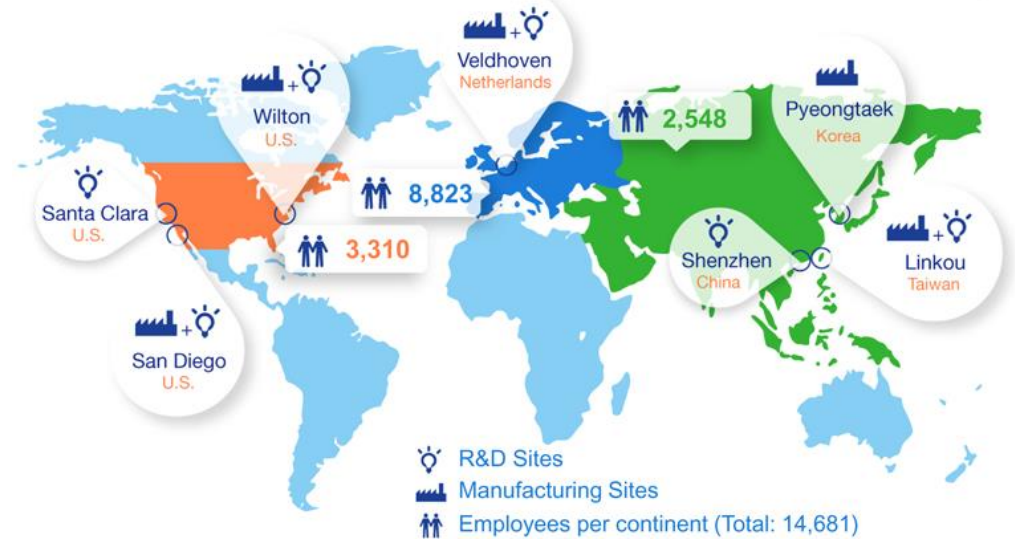 Veldhoven
Netherlands
+
Wilton
U.S.
+
2,548
Pyeongtaek
Korea
Santa Clara
U.S.
8,823
3,310
Shenzhen
China
+
Linkou
Taiwan
+
San Diego
U.S.
R&D Sites
Manufacturing Sites
Employees per continent (Total: 14,681)